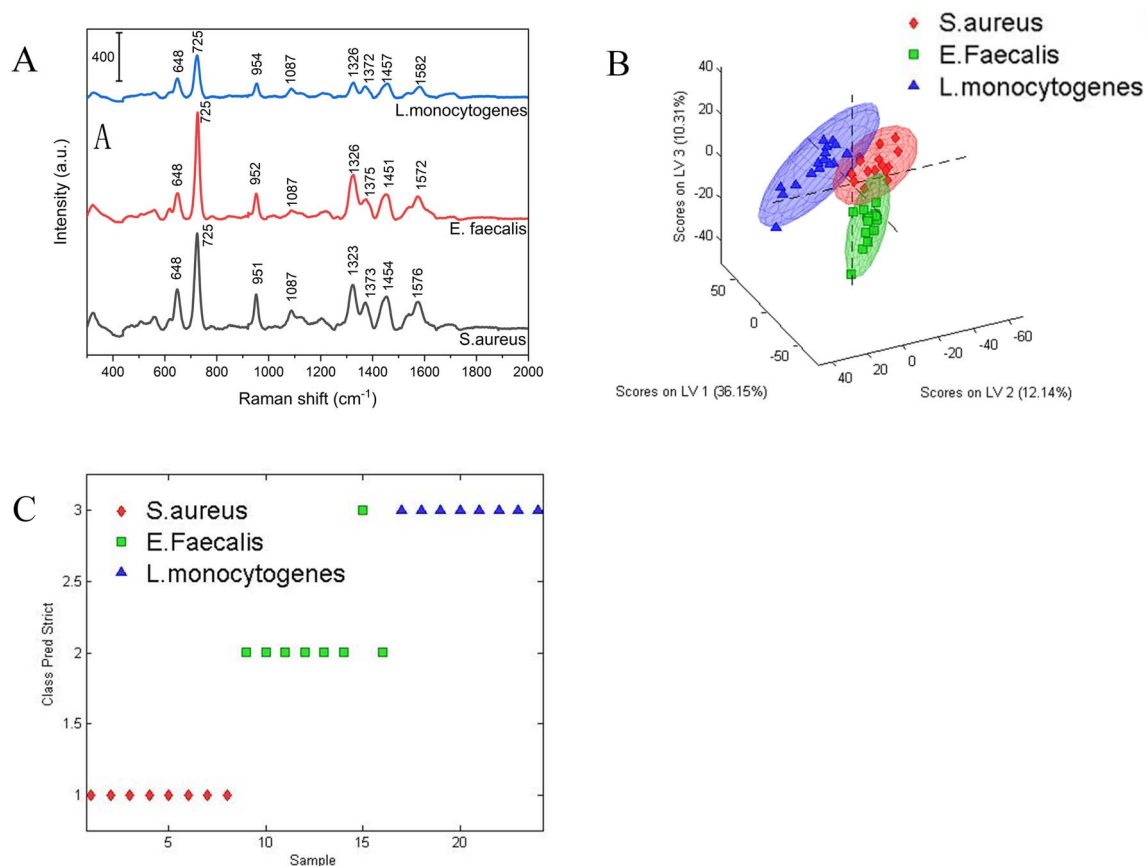 A
400
648
725
954
1087
1326
1372
1457
1582
L.monocytogenes
A
648
725
952
1087
1326
1375
1451
1572
E. faecalis
648
725
951
1087
1323
1373
1454
1576
S.aureus
Intensity (a.u.)
400 600 800 1000 1200 1400 1600 1800 2000
Raman shift (cm-1)
B
S.aureus
E.Faecalis
L.monocytogenes
40
20
0
-20
-40
Scores on LV 3 (10.31%)
50
0
-50
40 20 0 -20 -40 -60
Scores on LV 1 (36.15%)
Scores on LV 2 (12.14%)
C
S.aureus
E.Faecalis
L.monocytogenes
3
2.5
2
1.5
1
Class Pred Strict
5 10 15 20
Sample